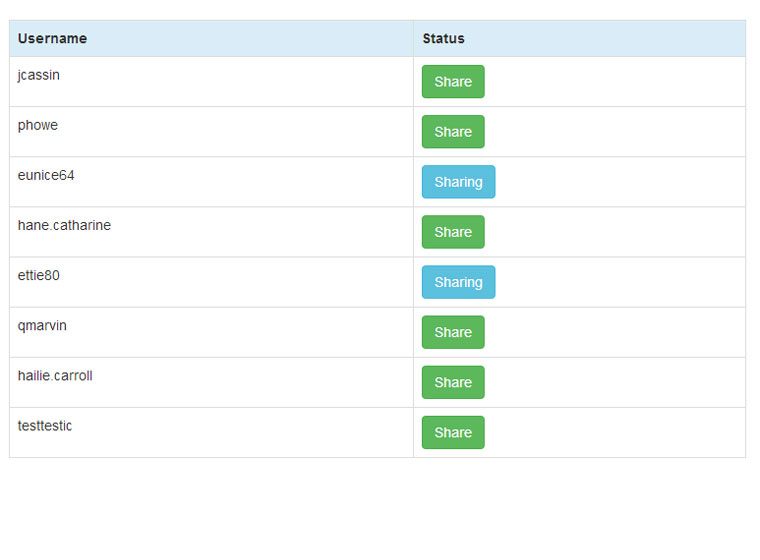 Username Status
jcassin Share
phowe Share
eunice64 Sharing
hane.catharine Share
ettie80 Sharing
qmarvin Share
hailie.carroll Share
testtestic Share